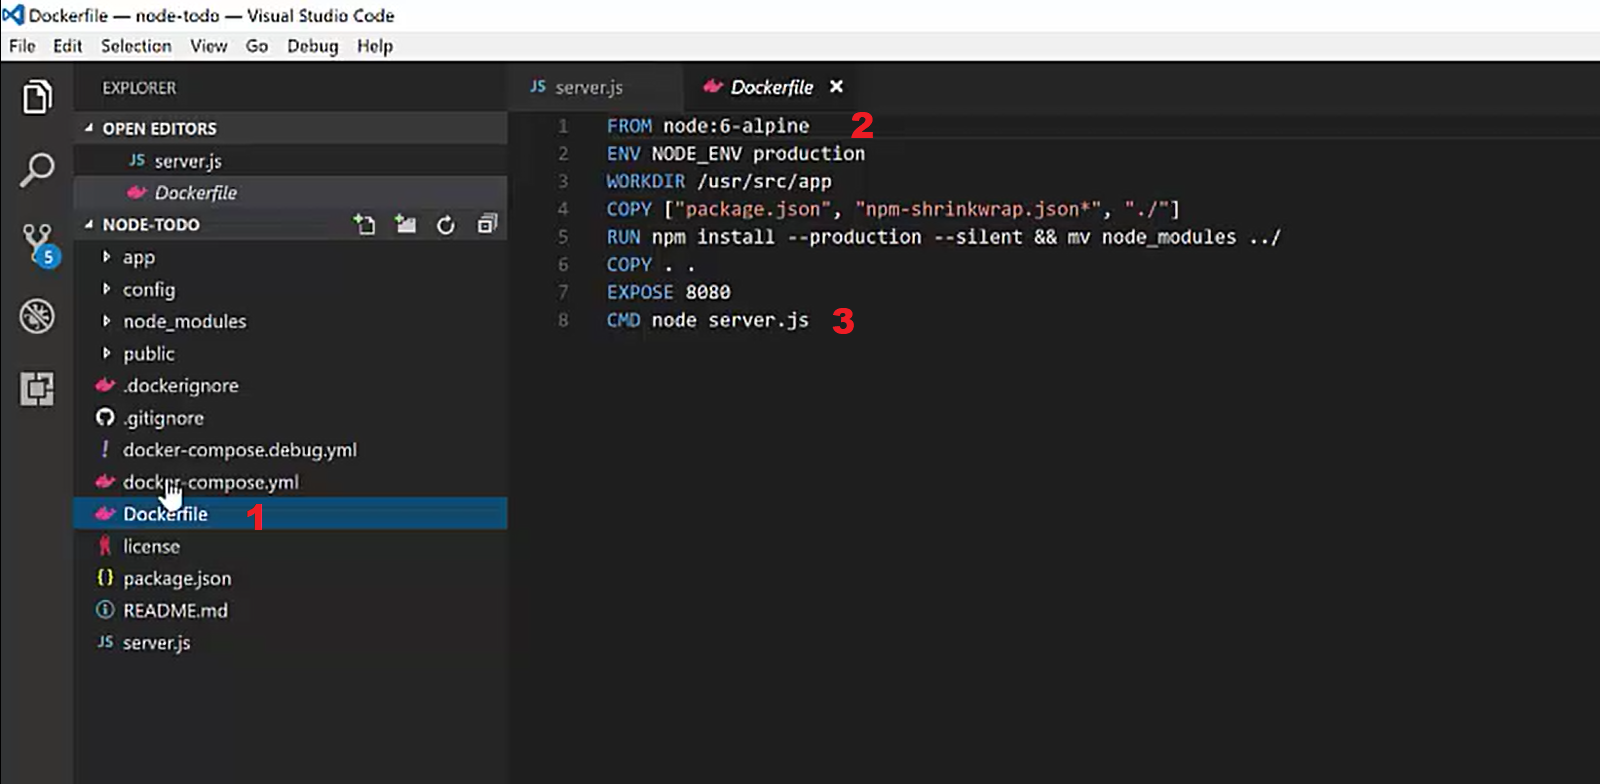 Dockerfile — node-todo — Visual Studio Code
File Edit Selection View Go Debug Help
EXPLORER
OPEN EDITORS
JS server.js
Dockerfile
NODE-TODO
app
config
node_modules
public
.dockerignore
.gitignore
! docker-compose.debug.yml
docker-compose.yml
Dockerfile 1
license
{} package.json
README.md
JS server.js
5
JS server.js Dockerfile ×
1 FROM node:6-alpine 2
2 ENV NODE_ENV production
3 WORKDIR /usr/src/app
4 COPY ["package.json", "npm-shrinkwrap.json*", "./"]
5 RUN npm install --production --silent && mv node_modules ../
6 COPY . .
7 EXPOSE 8080
8 CMD node server.js 3